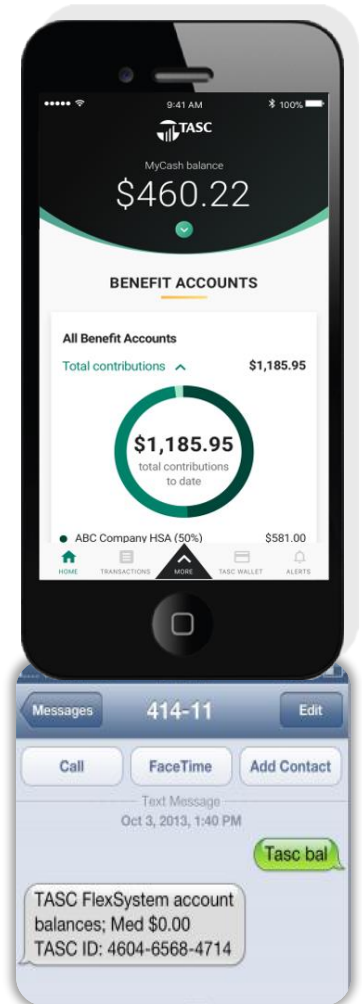 9:41 AM
100%
TASC
MyCash balance
$460.22
BENEFIT ACCOUNTS
All Benefit Accounts
Total contributions $1,185.95
$1,185.95
total contributions
to date
ABC Company HSA (50%) $581.00
HOME TRANSACTIONS MORE TASC WALLET ALERTS
Messages 414-11 Edit
Call FaceTime Add Contact
Text Message
Oct 3, 2013, 1:40 PM
Tasc bal
TASC FlexSystem account
balances; Med $0.00
TASC ID: 4604-6568-4714